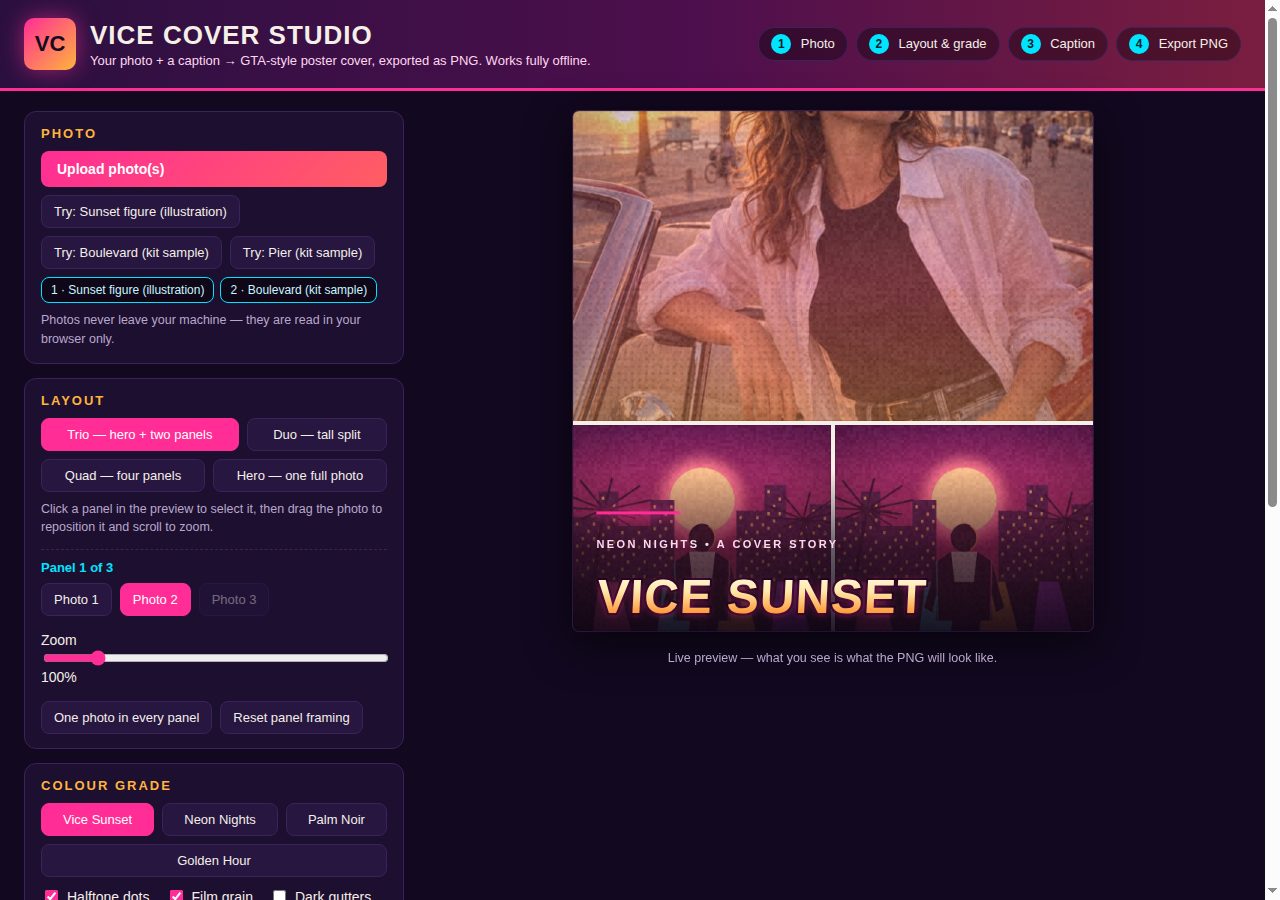 VC
VICE COVER STUDIO
Your photo + a caption → GTA-style poster cover, exported as PNG. Works fully offline.
1 Photo
2 Layout & grade
3 Caption
4 Export PNG
PHOTO
Upload photo(s)
Try: Sunset figure (illustration)
Try: Boulevard (kit sample)
Try: Pier (kit sample)
1 · Sunset figure (illustration)
2 · Boulevard (kit sample)
Photos never leave your machine — they are read in your
browser only.
LAYOUT
Trio — hero + two panels
Duo — tall split
Quad — four panels
Hero — one full photo
Click a panel in the preview to select it, then drag the photo to
reposition it and scroll to zoom.
Panel 1 of 3
Photo 1
Photo 2
Photo 3
Zoom
100%
One photo in every panel
Reset panel framing
COLOUR GRADE
Vice Sunset
Neon Nights
Palm Noir
Golden Hour
Halftone dots
Film grain
Dark gutters
NEON NIGHTS • A COVER STORY
VICE SUNSET
Live preview — what you see is what the PNG will look like.